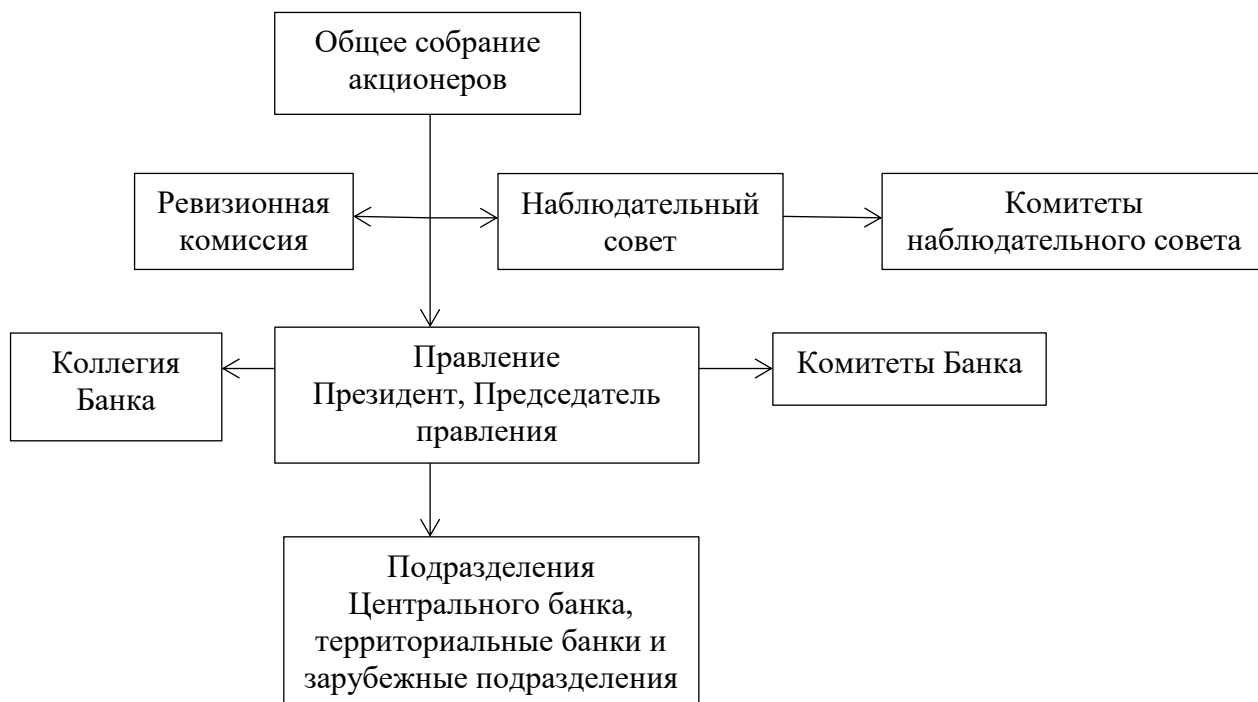 Общее собрание
акционеров
Ревизионная
комиссия
Наблюдательный
совет
Комитеты
наблюдательного совета
Коллегия
Банка
Правление
Президент, Председатель
правления
Комитеты Банка
Подразделения
Центрального банка,
территориальные банки и
зарубежные подразделения